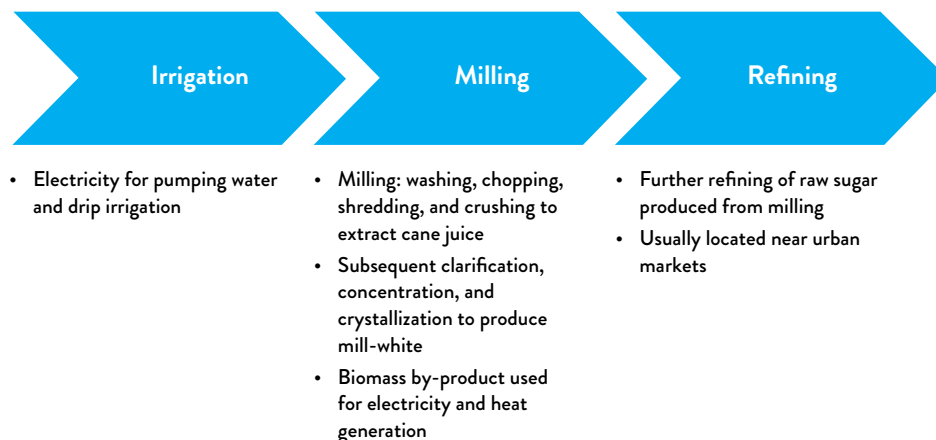 Irrigation
Milling
Refining
• Electricity for pumping water
and drip irrigation
• Milling: washing, chopping,
shredding, and crushing to
extract cane juice
• Subsequent clarification,
concentration, and
crystallization to produce
mill-white
• Biomass by-product used
for electricity and heat
generation
• Further refining of raw sugar
produced from milling
• Usually located near urban
markets